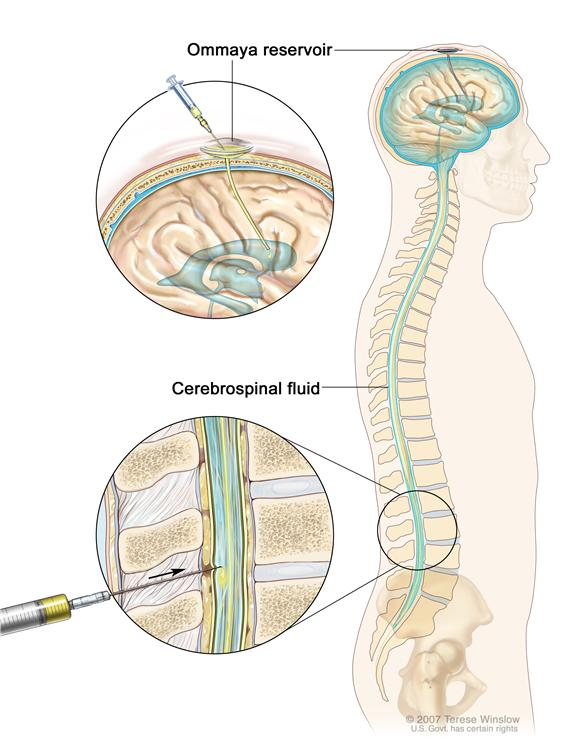 Ommaya reservoir
Cerebrospinal fluid
© 2007 Terese Winslow
U.S. Govt. has certain rights